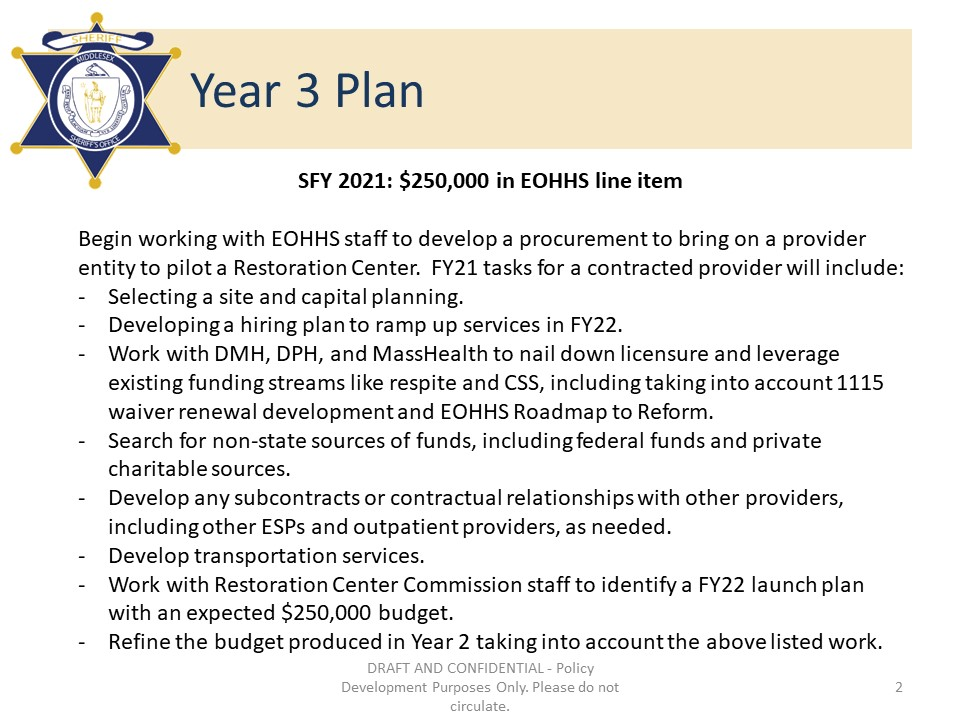 SHERIFF
MIDDLESEX
SHERIFF'S OFFICE
Year 3 Plan
SFY 2021: $250,000 in EOHHS line item
Begin working with EOHHS staff to develop a procurement to bring on a provider
entity to pilot a Restoration Center.  FY21 tasks for a contracted provider will include:
- Selecting a site and capital planning.
- Developing a hiring plan to ramp up services in FY22.
- Work with DMH, DPH, and MassHealth to nail down licensure and leverage
existing funding streams like respite and CSS, including taking into account 1115
waiver renewal development and EOHHS Roadmap to Reform.
- Search for non-state sources of funds, including federal funds and private
charitable sources.
- Develop any subcontracts or contractual relationships with other providers,
including other ESPs and outpatient providers, as needed.
- Develop transportation services.
- Work with Restoration Center Commission staff to identify a FY22 launch plan
with an expected $250,000 budget.
- Refine the budget produced in Year 2 taking into account the above listed work.
DRAFT AND CONFIDENTIAL - Policy
Development Purposes Only. Please do not
circulate.
2